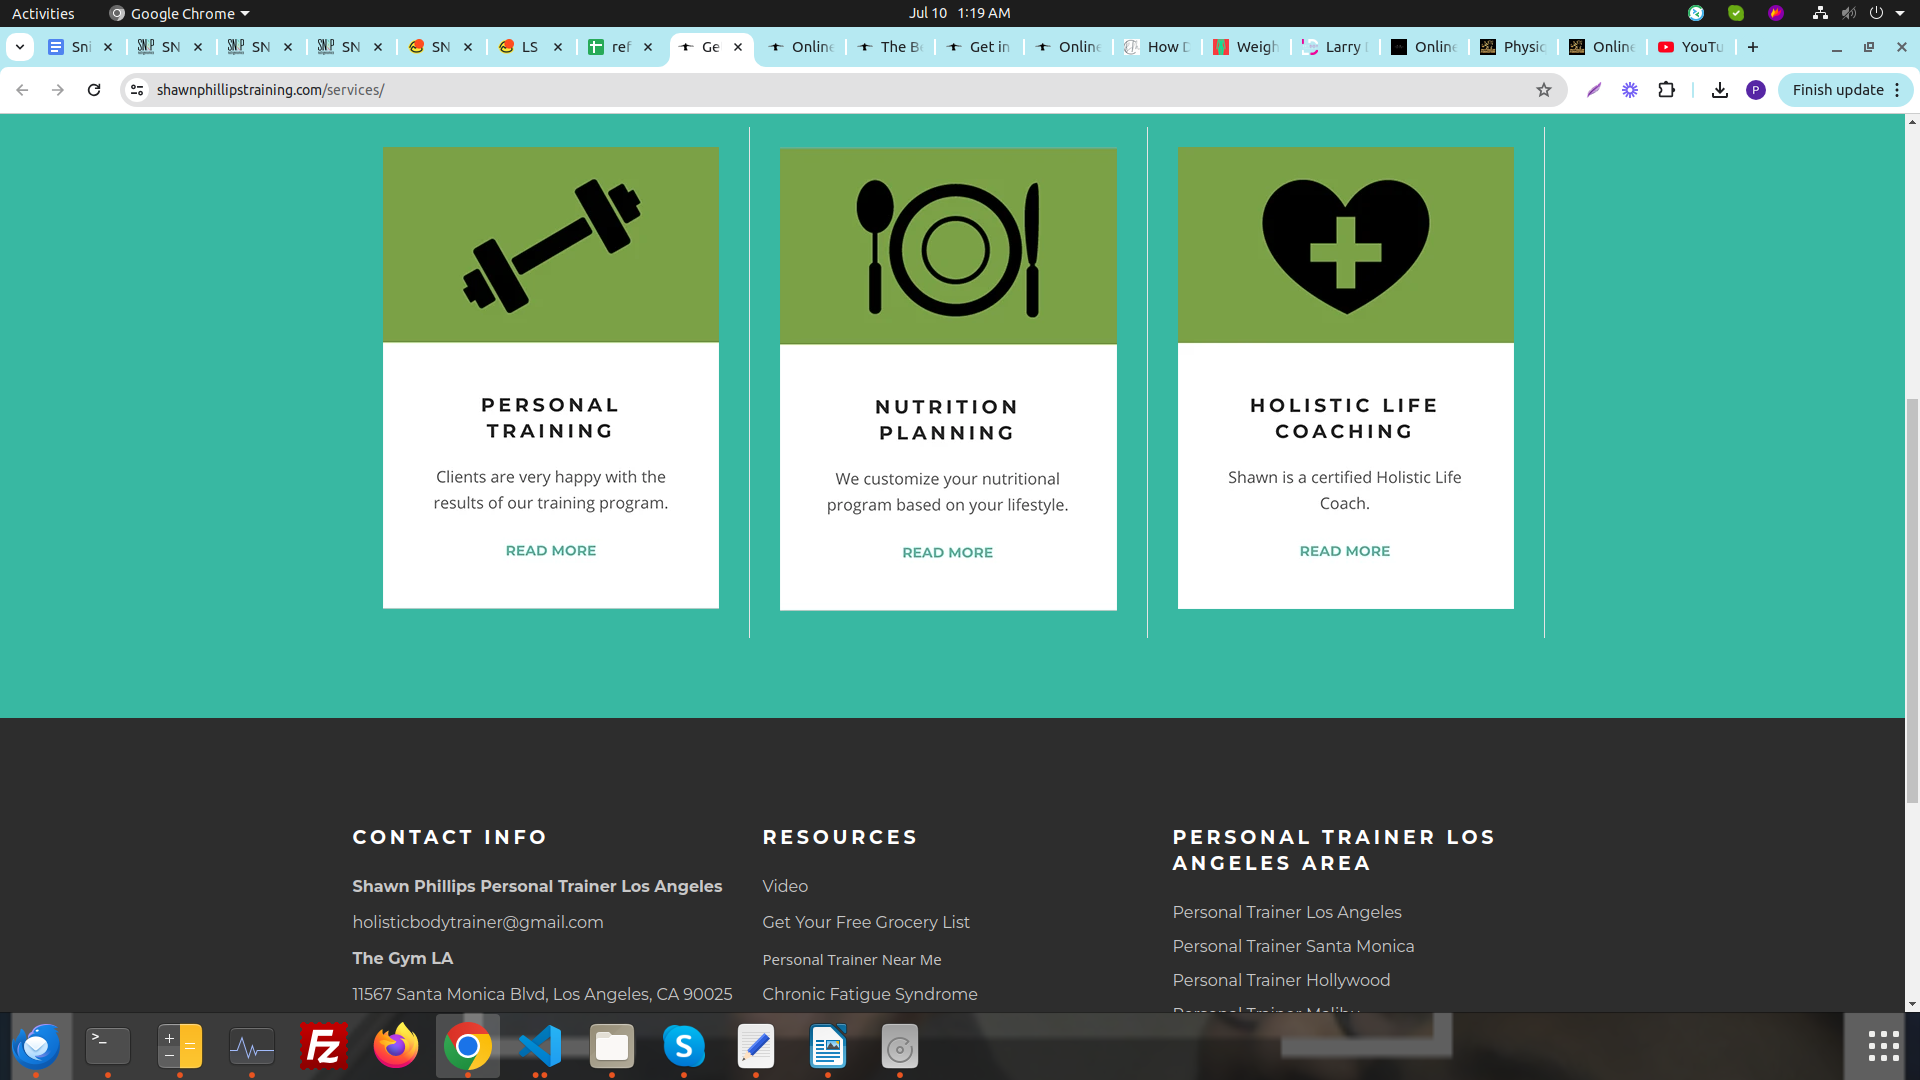 Activities
Google Chrome
Jul 10 1:19 AM
Sni
SN
SN
SN
SN
LS
ref
Ge
Online
The Be
Get in
Online
How D
Weigh
Larry
Online
Physiq
Online
YouTu
shawnphillipstraining.com/services/
P
Finish update
PERSONAL
TRAINING
Clients are very happy with the
results of our training program.
READ MORE
NUTRITION
PLANNING
We customize your nutritional
program based on your lifestyle.
READ MORE
HOLISTIC LIFE
COACHING
Shawn is a certified Holistic Life
Coach.
READ MORE
CONTACT INFO
Shawn Phillips Personal Trainer Los Angeles
holisticbodytrainer@gmail.com
The Gym LA
11567 Santa Monica Blvd, Los Angeles, CA 90025
RESOURCES
Video
Get Your Free Grocery List
Personal Trainer Near Me
Chronic Fatigue Syndrome
PERSONAL TRAINER LOS
ANGELES AREA
Personal Trainer Los Angeles
Personal Trainer Santa Monica
Personal Trainer Hollywood
Personal Trainer Malibu